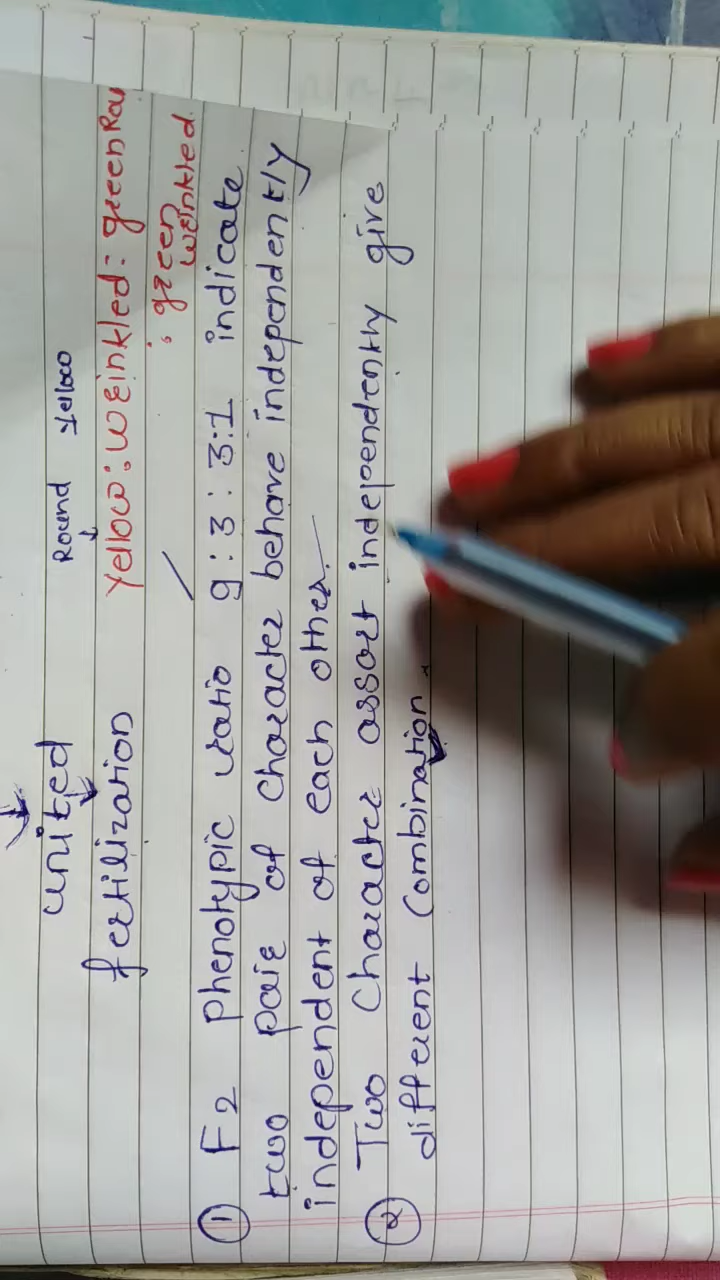 united
fertilization
Round yellow
Yellow : wrinkled : green Rou
: green
wrinkled
① F2 phenotypic ratio 9 : 3 : 3 : 1 indicate
two pair of character behave independently
independent of each other.
② Two Character assort independently give
different Combination.